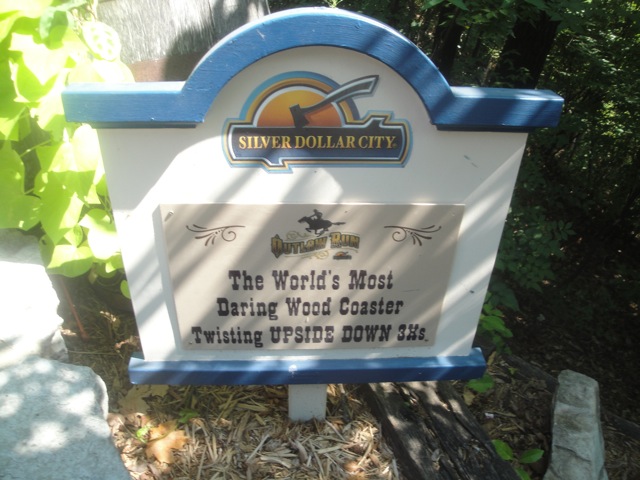 SILVER DOLLAR CITY
OUTLAW RUN
The World's Most
Daring Wood Coaster
Twisting UPSIDE DOWN 3Xs